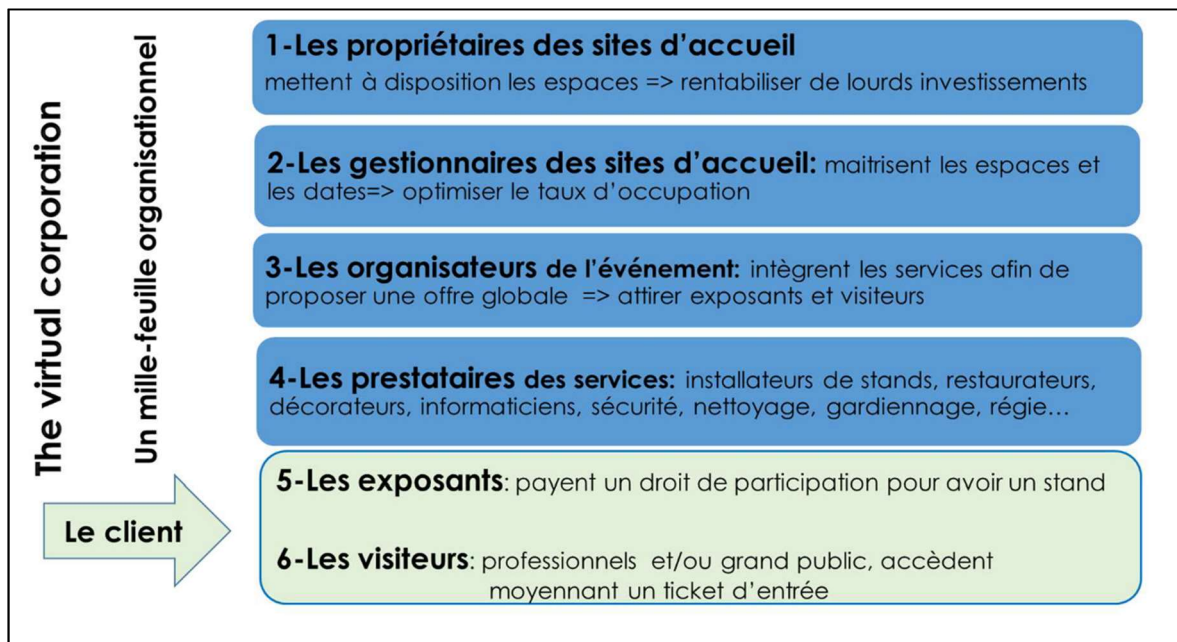 The virtual corporation
Un mille-feuille organisationnel
1-Les propriétaires des sites d'accueil
mettent à disposition les espaces => rentabiliser de lourds investissements
2-Les gestionnaires des sites d'accueil: maitrisent les espaces et
les dates=> optimiser le taux d'occupation
3-Les organisateurs de l'événement: intègrent les services afin de
proposer une offre globale => attirer exposants et visiteurs
4-Les prestataires des services: installateurs de stands, restaurateurs,
décorateurs, informaticiens, sécurité, nettoyage, gardiennage, régie...
Le client
5-Les exposants: payent un droit de participation pour avoir un stand
6-Les visiteurs: professionnels et/ou grand public, accèdent
moyennant un ticket d'entrée